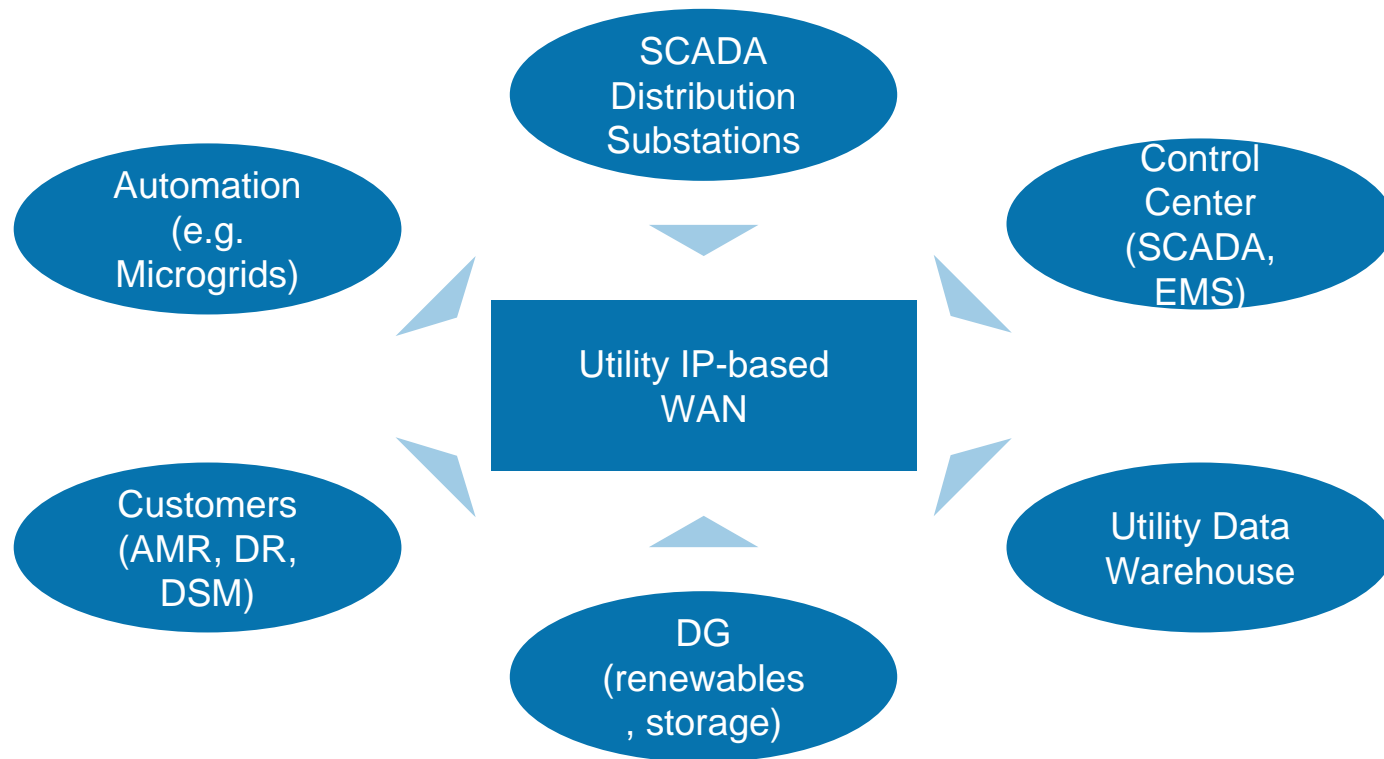 SCADA
Distribution
Substations
Automation
(e.g.
Microgrids)
Control
Center
(SCADA,
EMS)
Utility IP-based
WAN
Customers
(AMR, DR,
DSM)
Utility Data
Warehouse
DG
(renewables
, storage)